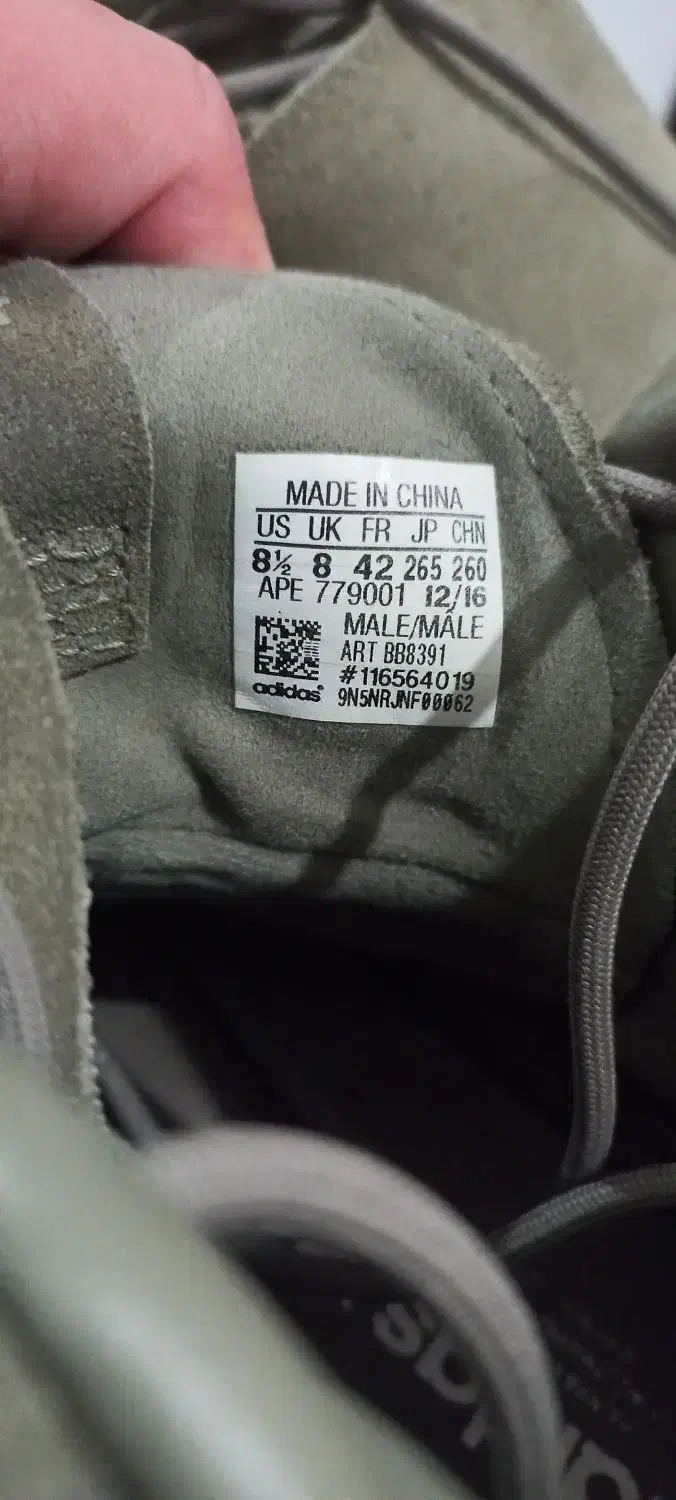 MADE IN CHINA
US UK FR JP CHN
8½ 8 42 265 260
APE 779001 12/16
MALE/MÂLE
ART BB8391
#116564019
adidas® 9N5NRJNF00062
adidas